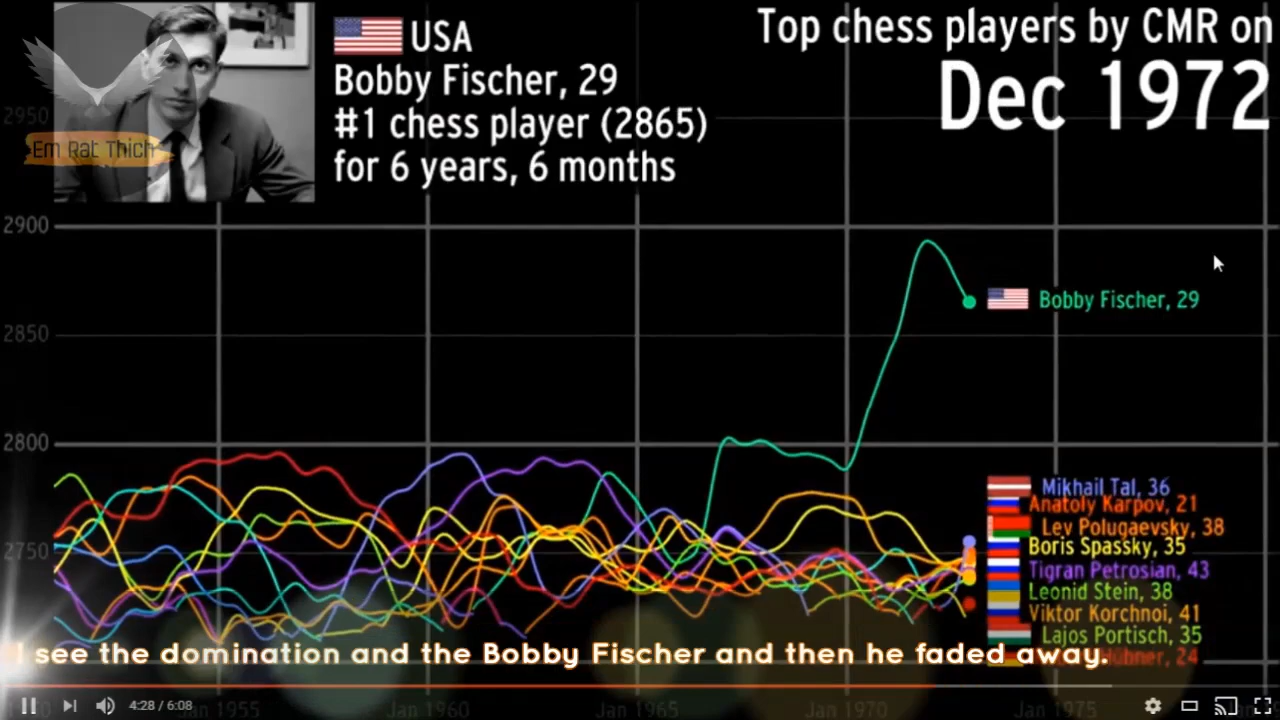 Em Rat Thich
USA
Bobby Fischer, 29
#1 chess player (2865)
for 6 years, 6 months
Top chess players by CMR on
Dec 1972
2950
2900
2850
2800
2750
Bobby Fischer, 29
Mikhail Tal, 36
Anatoly Karpov, 21
Lev Polugaevsky, 38
Boris Spassky, 35
Tigran Petrosian, 43
Leonid Stein, 38
Viktor Korchnoi, 41
Lajos Portisch, 35
Hübner, 24
I see the domination and the Bobby Fischer and then he faded away.
4:28 / 6:08
Jan 1955
Jan 1960
Jan 1965
Jan 1970
Jan 1975